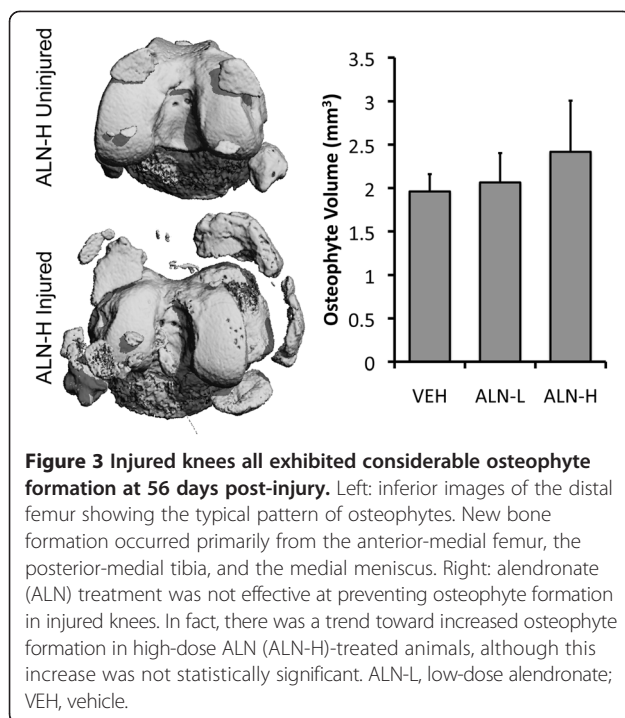 ALN-H Uninjured
ALN-H Injured
Osteophyte Volume (mm³)
3.5
3
2.5
2
1.5
1
0.5
0
VEH
ALN-L
ALN-H
Figure 3 Injured knees all exhibited considerable osteophyte
formation at 56 days post-injury. Left: inferior images of the distal
femur showing the typical pattern of osteophytes. New bone
formation occurred primarily from the anterior-medial femur, the
posterior-medial tibia, and the medial meniscus. Right: alendronate
(ALN) treatment was not effective at preventing osteophyte formation
in injured knees. In fact, there was a trend toward increased osteophyte
formation in high-dose ALN (ALN-H)-treated animals, although this
increase was not statistically significant. ALN-L, low-dose alendronate;
VEH, vehicle.